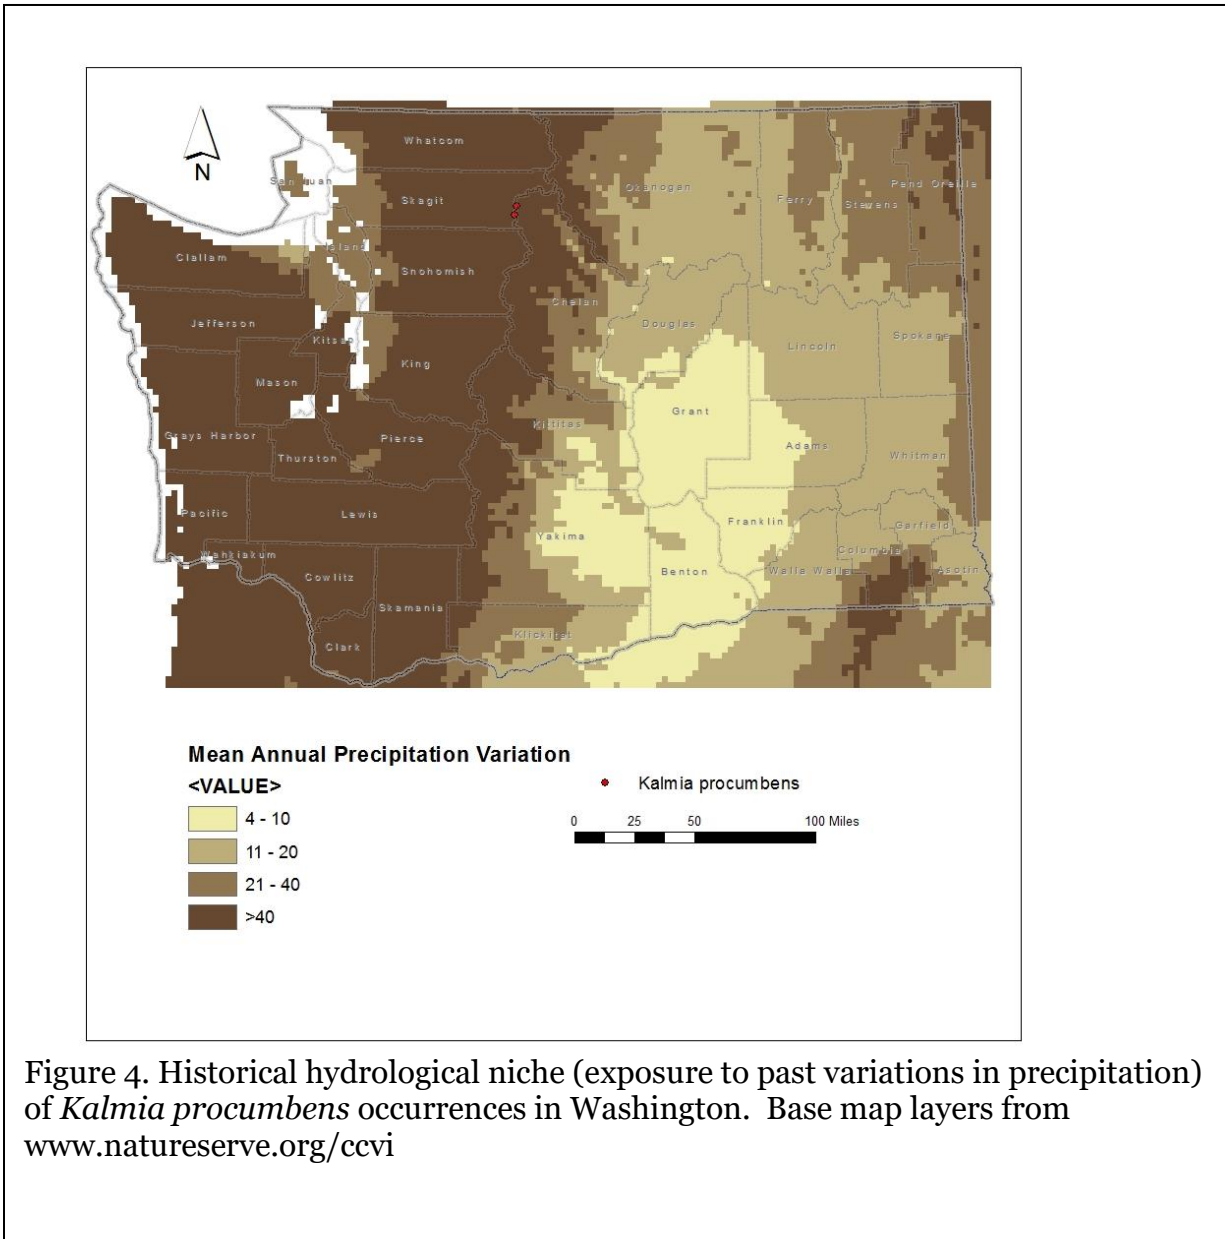 N
Whatcom
San Juan
Skagit
Okanogan
Ferry
Stevens
Pend Oreille
Island
Clallam
Snohomish
Chelan
Jefferson
Kitsap
Douglas
Lincoln
Spokane
King
Mason
Grant
Grays Harbor
Thurston
Pierce
Kittitas
Adams
Whitman
Pacific
Lewis
Yakima
Franklin
Garfield
Wahkiakum
Columbia
Cowlitz
Benton
Walla Walla
Asotin
Skamania
Clark
Klickitat
Mean Annual Precipitation Variation
<VALUE>
4 - 10
11 - 20
21 - 40
>40
Kalmia procumbens
0 25 50 100 Miles
Figure 4. Historical hydrological niche (exposure to past variations in precipitation)
of Kalmia procumbens occurrences in Washington. Base map layers from
www.natureserve.org/ccvi